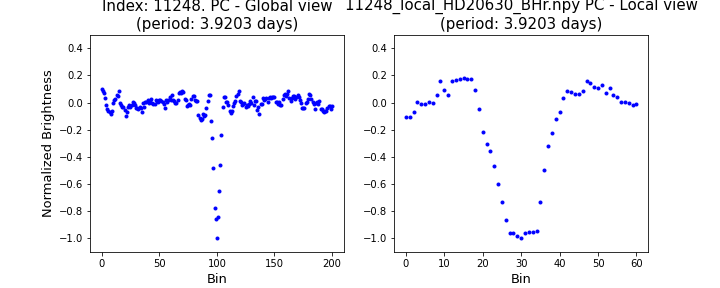 Index: 11248. PC - Global view
(period: 3.9203 days)
11248_local_HD20630_BHr.npy PC - Local view
(period: 3.9203 days)
Normalized Brightness
0.4
0.2
0.0
−0.2
−0.4
−0.6
−0.8
−1.0
0 50 100 150 200
Bin
0.4
0.2
0.0
−0.2
−0.4
−0.6
−0.8
−1.0
0 10 20 30 40 50 60
Bin